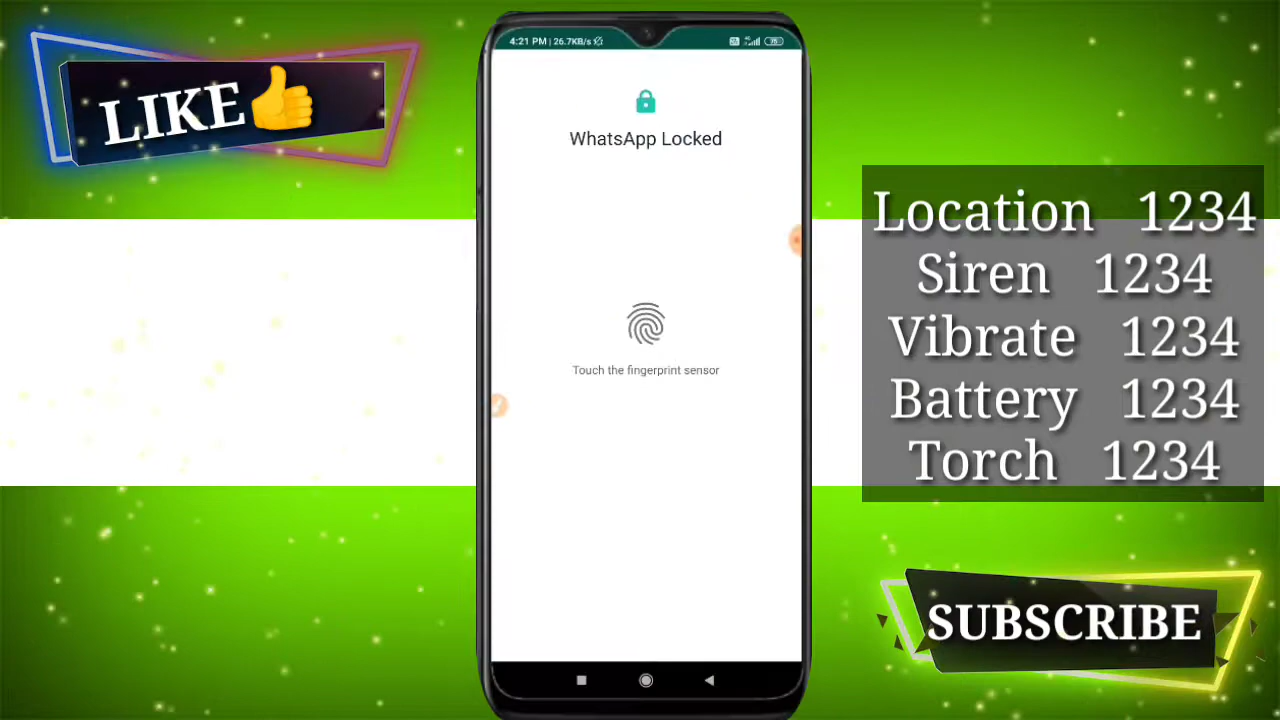 LIKE👍
4:21 PM | 26.7KB/s
WhatsApp Locked
Touch the fingerprint sensor
Location 1234
Siren 1234
Vibrate 1234
Battery 1234
Torch 1234
SUBSCRIBE